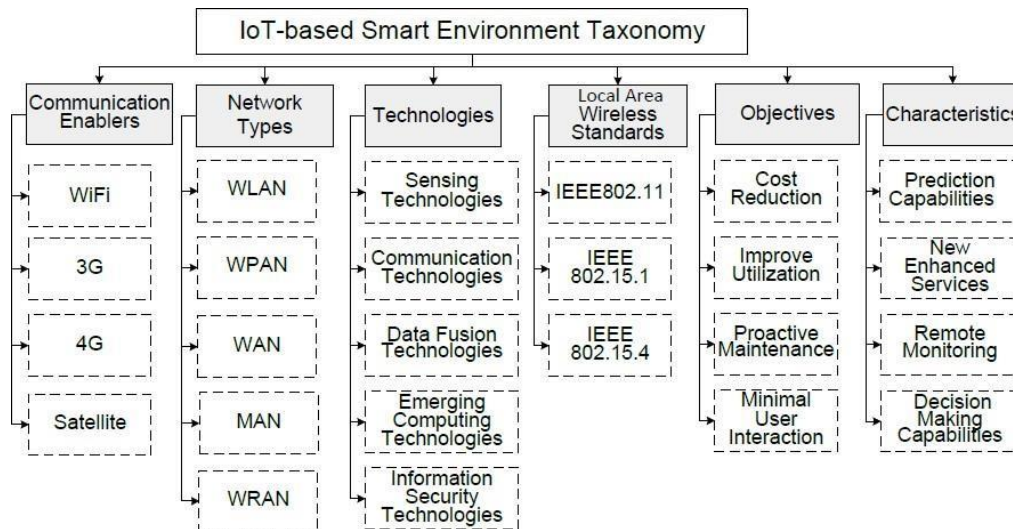 IoT-based Smart Environment Taxonomy
Communication
Enablers
WiFi
3G
4G
Satellite
Network
Types
WLAN
WPAN
WAN
MAN
WRAN
Technologies
Sensing
Technologies
Communication
Technologies
Data Fusion
Technologies
Emerging
Computing
Technologies
Information
Security
Technologies
Local Area
Wireless
Standards
IEEE802.11
IEEE
802.15.1
IEEE
802.15.4
Objectives
Cost
Reduction
Improve
Utilization
Proactive
Maintenance
Minimal
User
Interaction
Characteristics
Prediction
Capabilities
New
Enhanced
Services
Remote
Monitoring
Decision
Making
Capabilities